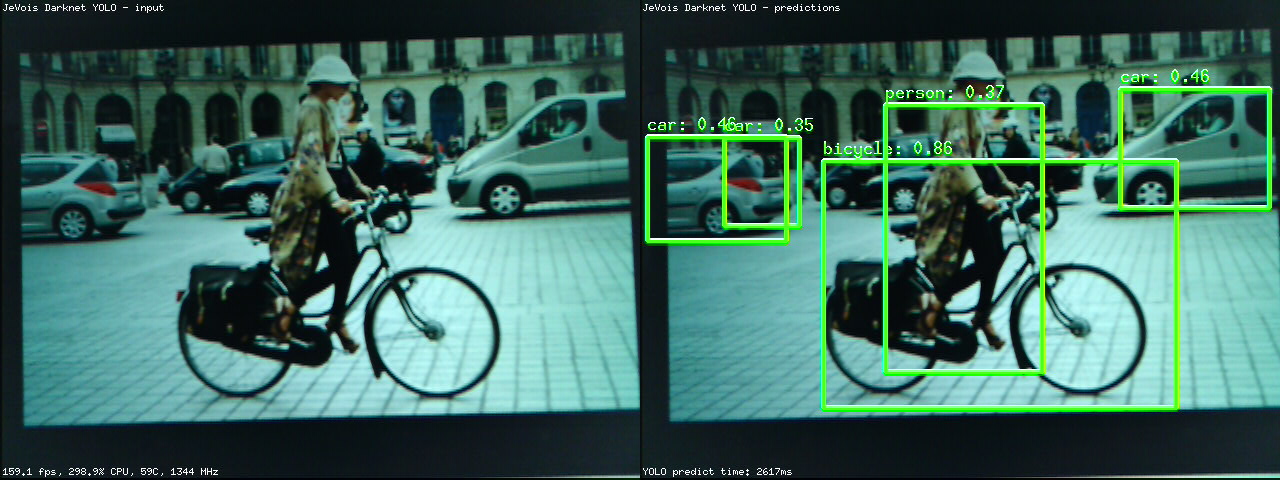 JeVois Darknet YOLO - input
JeVois Darknet YOLO - predictions
car: 0.46
person: 0.37
car: 0.46
car: 0.35
bicycle: 0.86
159.1 fps, 298.9% CPU, 59C, 1344 MHz
YOLO predict time: 2617ms